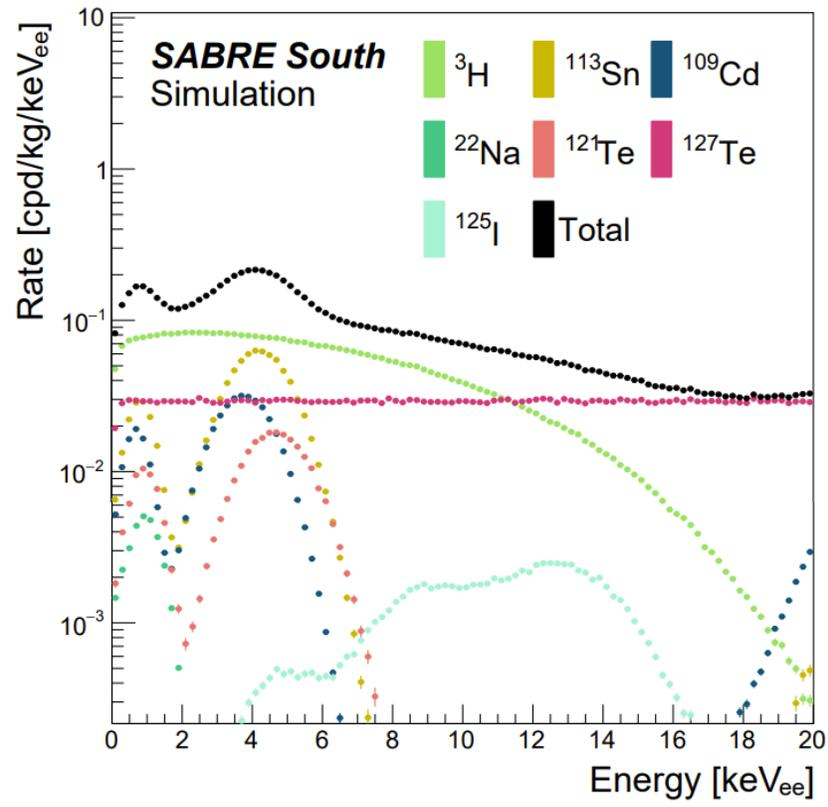 10
1
10⁻¹
10⁻²
10⁻³
Rate [cpd/kg/keVee]
SABRE South
Simulation
³H
¹¹³Sn
¹⁰⁹Cd
²²Na
¹²¹Te
¹²⁷Te
¹²⁵I
Total
0 2 4 6 8 10 12 14 16 18 20
Energy [keVee]